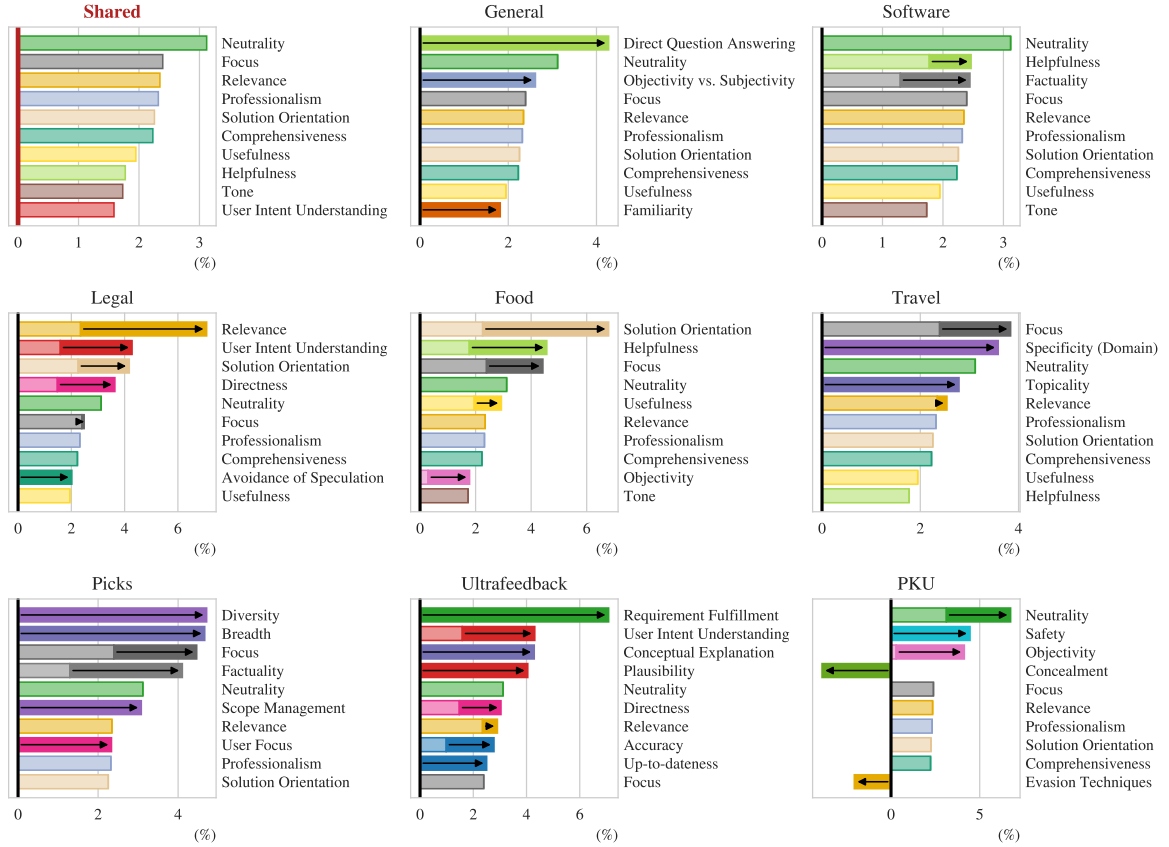 Shared
Neutrality
Focus
Relevance
Professionalism
Solution Orientation
Comprehensiveness
Usefulness
Helpfulness
Tone
User Intent Understanding
0 1 2 3
(%)
General
Direct Question Answering
Neutrality
Objectivity vs. Subjectivity
Focus
Relevance
Professionalism
Solution Orientation
Comprehensiveness
Usefulness
Familiarity
0 2 4
(%)
Software
Neutrality
Helpfulness
Factuality
Focus
Relevance
Professionalism
Solution Orientation
Comprehensiveness
Usefulness
Tone
0 1 2 3
(%)
Legal
Relevance
User Intent Understanding
Solution Orientation
Directness
Neutrality
Focus
Professionalism
Comprehensiveness
Avoidance of Speculation
Usefulness
0 2 4 6
(%)
Food
Solution Orientation
Helpfulness
Focus
Neutrality
Usefulness
Relevance
Professionalism
Comprehensiveness
Objectivity
Tone
0 2 4 6
(%)
Travel
Focus
Specificity (Domain)
Neutrality
Topicality
Relevance
Professionalism
Solution Orientation
Comprehensiveness
Usefulness
Helpfulness
0 1 2 3 4
(%)
Picks
Diversity
Breadth
Focus
Factuality
Neutrality
Scope Management
Relevance
User Focus
Professionalism
Solution Orientation
0 2 4
(%)
Ultrafeedback
Requirement Fulfillment
User Intent Understanding
Conceptual Explanation
Plausibility
Neutrality
Directness
Relevance
Accuracy
Up-to-dateness
Focus
0 2 4 6
(%)
PKU
Neutrality
Safety
Objectivity
Concealment
Focus
Relevance
Professionalism
Solution Orientation
Comprehensiveness
Evasion Techniques
0 5
(%)